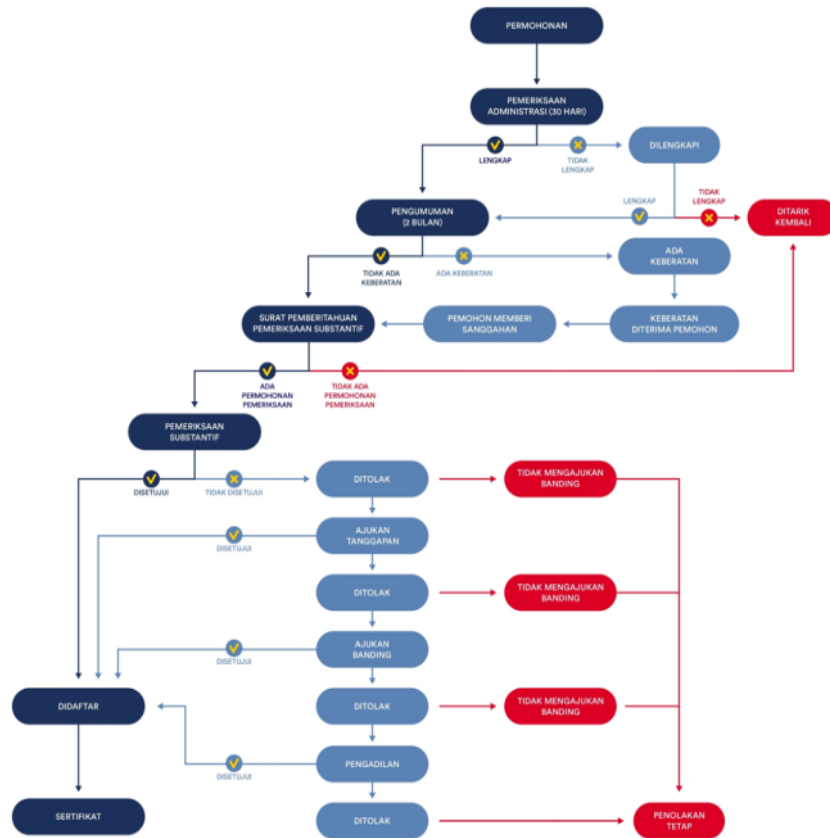 PERMOHONAN
PEMERIKSAAN
ADMINISTRASI (30 HARI)
LENGKAP
TIDAK
LENGKAP
DILENGKAPI
PENGUMUMAN
(2 BULAN)
LENGKAP
TIDAK
LENGKAP
DITARIK
KEMBALI
TIDAK ADA
KEBERATAN
ADA KEBERATAN
ADA
KEBERATAN
SURAT PEMBERITAHUAN
PEMERIKSAAN SUBSTANTIF
PEMOHON MEMBERI
SANGGAHAN
KEBERATAN
DITERIMA PEMOHON
ADA
PERMOHONAN
PEMERIKSAAN
TIDAK ADA
PERMOHONAN
PEMERIKSAAN
PEMERIKSAAN
SUBSTANTIF
DISETUJUI
TIDAK DISETUJUI
DITOLAK
TIDAK MENGAJUKAN
BANDING
DISETUJUI
AJUKAN
TANGGAPAN
DITOLAK
TIDAK MENGAJUKAN
BANDING
DISETUJUI
AJUKAN
BANDING
DIDAFTAR
DITOLAK
TIDAK MENGAJUKAN
BANDING
DISETUJUI
PENGADILAN
SERTIFIKAT
DITOLAK
PENOLAKAN
TETAP